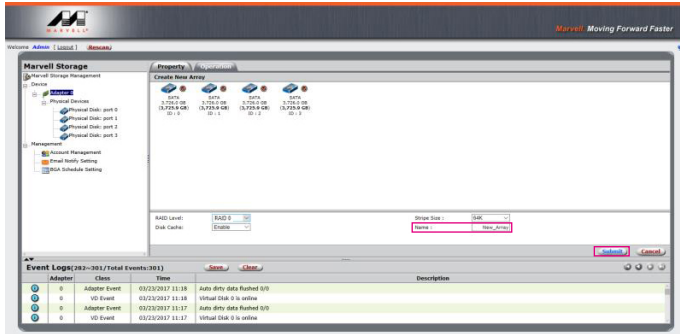 MARVELL
Marvell. Moving Forward Faster
Welcome Admin [ Logout ] Rescan
Marvell Storage
Property Operation
Marvell Storage Management
Device
Adapter 0
Physical Devices
Physical Disk: port 0
Physical Disk: port 1
Physical Disk: port 2
Physical Disk: port 3
Management
Account Management
Email Notify Setting
BGA Schedule Setting
Create New Array
SATA SATA SATA SATA
3,726.0 GB 3,726.0 GB 3,726.0 GB 3,726.0 GB
(3,725.9 GB) (3,725.9 GB) (3,725.9 GB) (3,725.9 GB)
ID : 0 ID : 1 ID : 2 ID : 3
RAID Level: RAID 0 Stripe Size : 64K
Disk Cache: Enable Name : New_Array
Submit Cancel
Event Logs(202~301/Total Events:301) Save Clear
Adapter Class Time Description
0 Adapter Event 03/23/2017 11:18 Auto dirty data flushed 0/0
0 VD Event 03/23/2017 11:18 Virtual Disk 0 is online
0 Adapter Event 03/23/2017 11:17 Auto dirty data flushed 0/0
0 VD Event 03/23/2017 11:17 Virtual Disk 0 is online